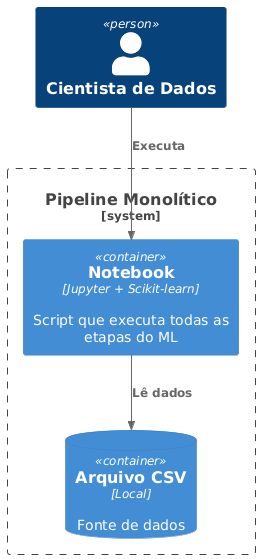 «person»
Cientista de Dados
Executa
Pipeline Monolítico
[system]
«container»
Notebook
[Jupyter + Scikit-learn]
Script que executa todas as
etapas do ML
Lê dados
«container»
Arquivo CSV
[Local]
Fonte de dados